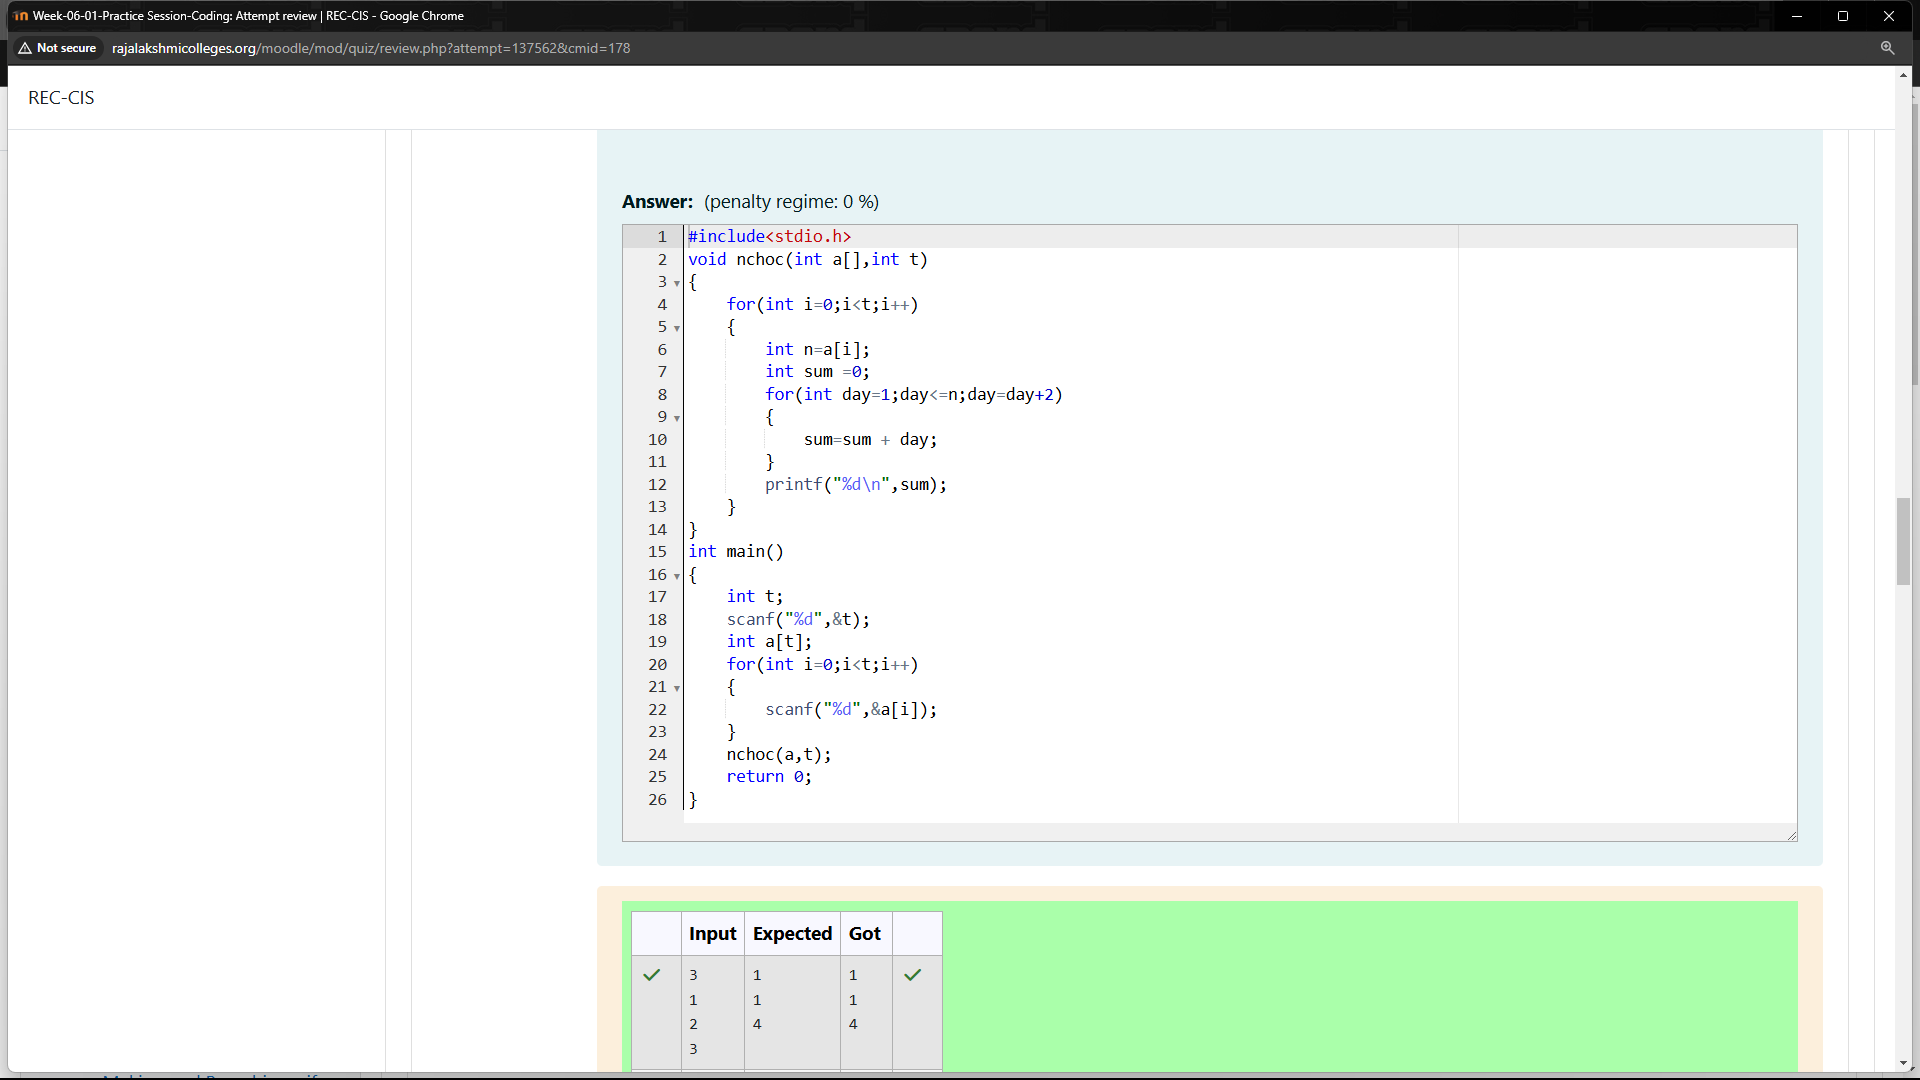 Week-06-01-Practice Session-Coding: Attempt review | REC-CIS - Google Chrome
Not secure rajalakshmicolleges.org/moodle/mod/quiz/review.php?attempt=137562&cmid=178
REC-CIS
Answer: (penalty regime: 0 %)
1 #include<stdio.h>
2 void nchoc(int a[],int t)
3 {
4     for(int i=0;i<t;i++)
5     {
6         int n=a[i];
7         int sum =0;
8         for(int day=1;day<=n;day=day+2)
9         {
10             sum=sum + day;
11         }
12         printf("%d\n",sum);
13     }
14 }
15 int main()
16 {
17     int t;
18     scanf("%d",&t);
19     int a[t];
20     for(int i=0;i<t;i++)
21     {
22         scanf("%d",&a[i]);
23     }
24     nchoc(a,t);
25     return 0;
26 }
Input Expected Got
3 1 1
1 1 1
2 4 4
3